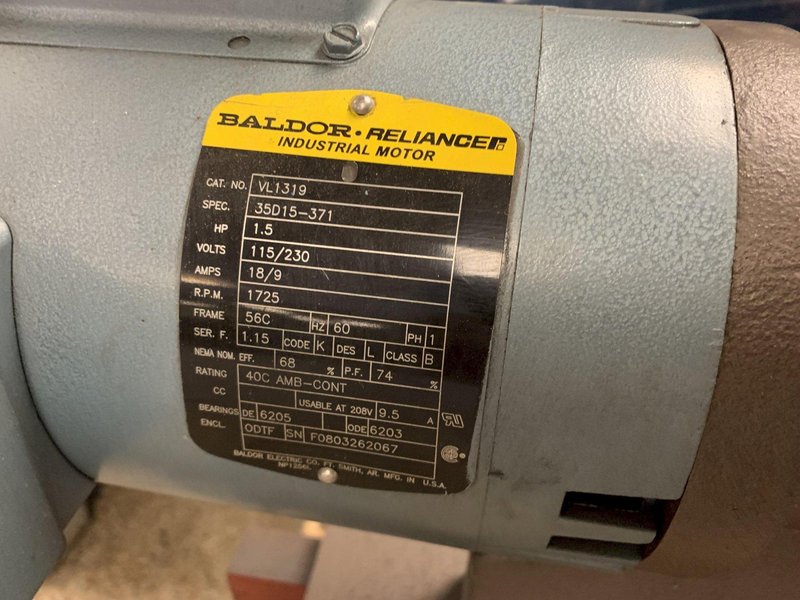 BALDOR • RELIANCE
INDUSTRIAL MOTOR
CAT. NO. VL1319
SPEC. 35D15-371
HP 1.5
VOLTS 115/230
AMPS 18/9
R.P.M. 1725
FRAME 56C HZ 60 PH 1
SER. F. 1.15 CODE K DES L CLASS B
NEMA NOM. EFF. 68 % P.F. 74 %
RATING 40C AMB-CONT
CC USABLE AT 208V 9.5 A
BEARINGS DE 6205 ODE 6203
ENCL. ODTF SN F0803262067
BALDOR ELECTRIC CO. FT. SMITH, AR. MFG. IN U.S.A.